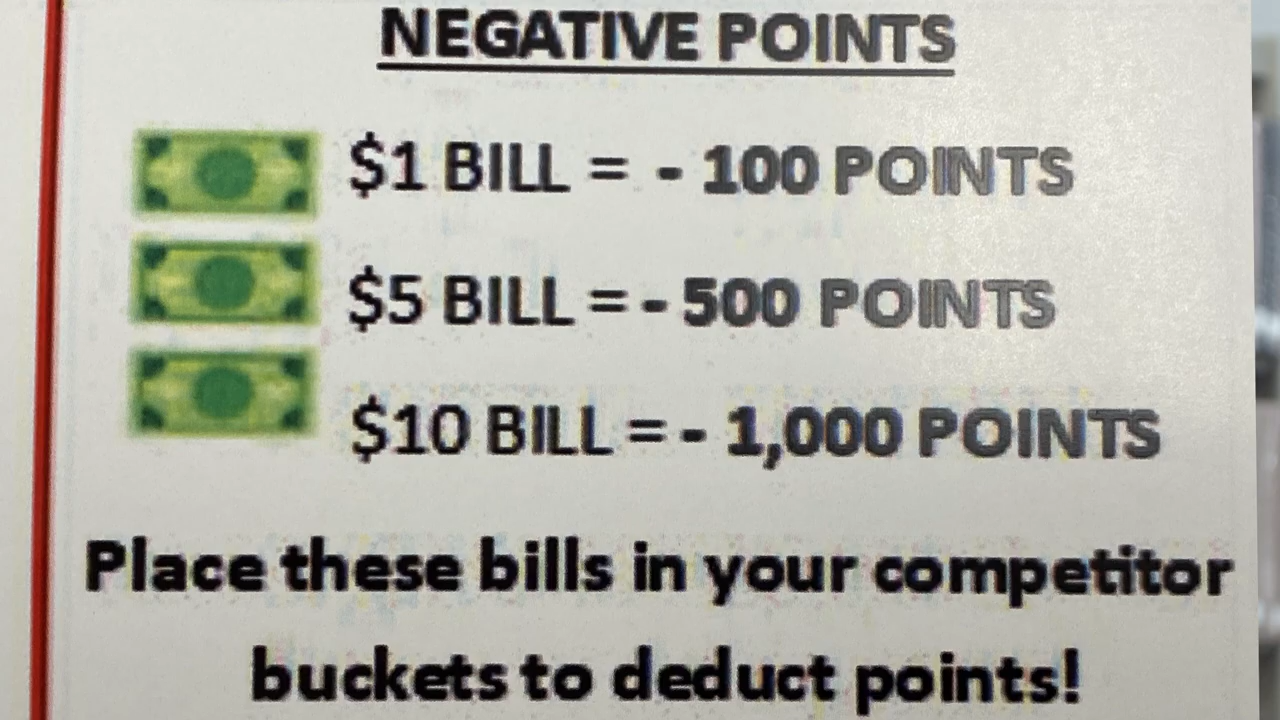 NEGATIVE POINTS
$1 BILL = - 100 POINTS
$5 BILL = - 500 POINTS
$10 BILL = - 1,000 POINTS
Place these bills in your competitor
buckets to deduct points!